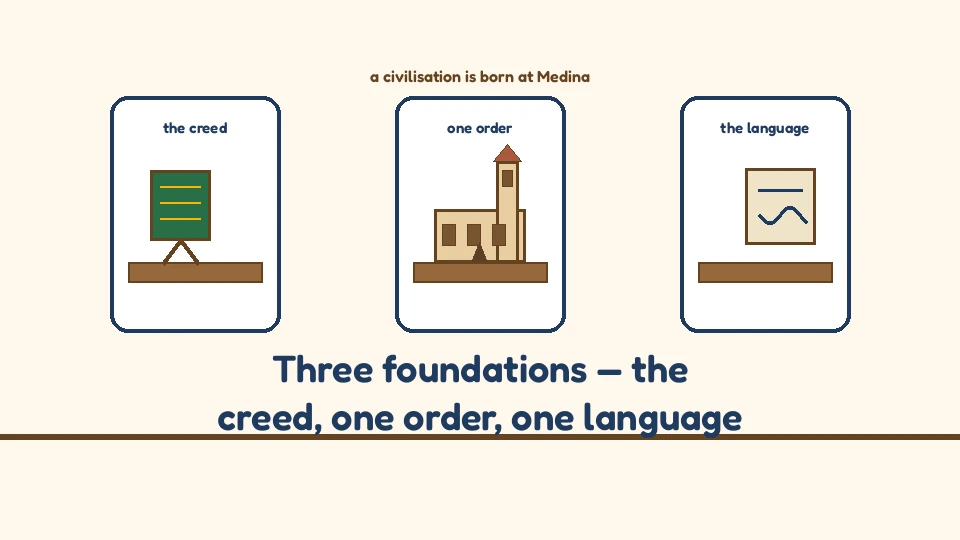 a civilisation is born at Medina
the creed
one order
the language
Three foundations — the
creed, one order, one language